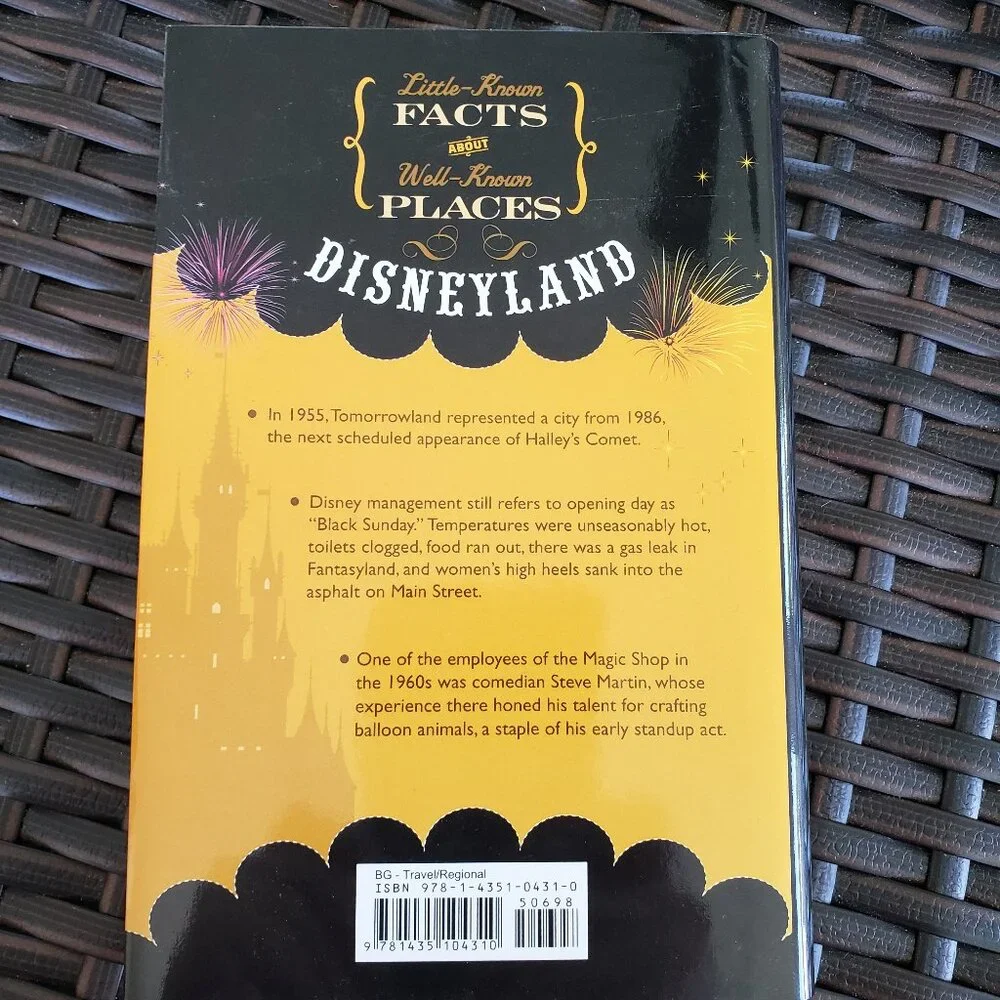 Little-Known
FACTS
ABOUT
Well-Known
PLACES
DISNEYLAND
• In 1955, Tomorrowland represented a city from 1986,
the next scheduled appearance of Halley's Comet.
• Disney management still refers to opening day as
"Black Sunday." Temperatures were unseasonably hot,
toilets clogged, food ran out, there was a gas leak in
Fantasyland, and women's high heels sank into the
asphalt on Main Street.
• One of the employees of the Magic Shop in
the 1960s was comedian Steve Martin, whose
experience there honed his talent for crafting
balloon animals, a staple of his early standup act.
BG - Travel/Regional
ISBN 978-1-4351-0431-0
50698
9 781435 104310